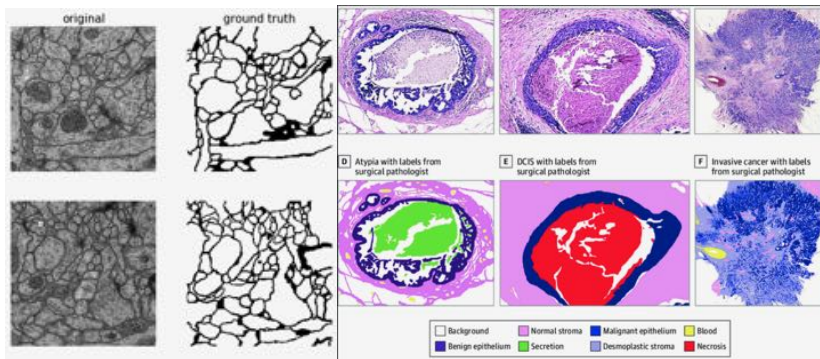 original
ground truth
D Atypia with labels from
surgical pathologist
E DCIS with labels from
surgical pathologist
F Invasive cancer with labels
from surgical pathologist
Background
Normal stroma
Malignant epithelium
Blood
Benign epithelium
Secretion
Desmoplastic stroma
Necrosis